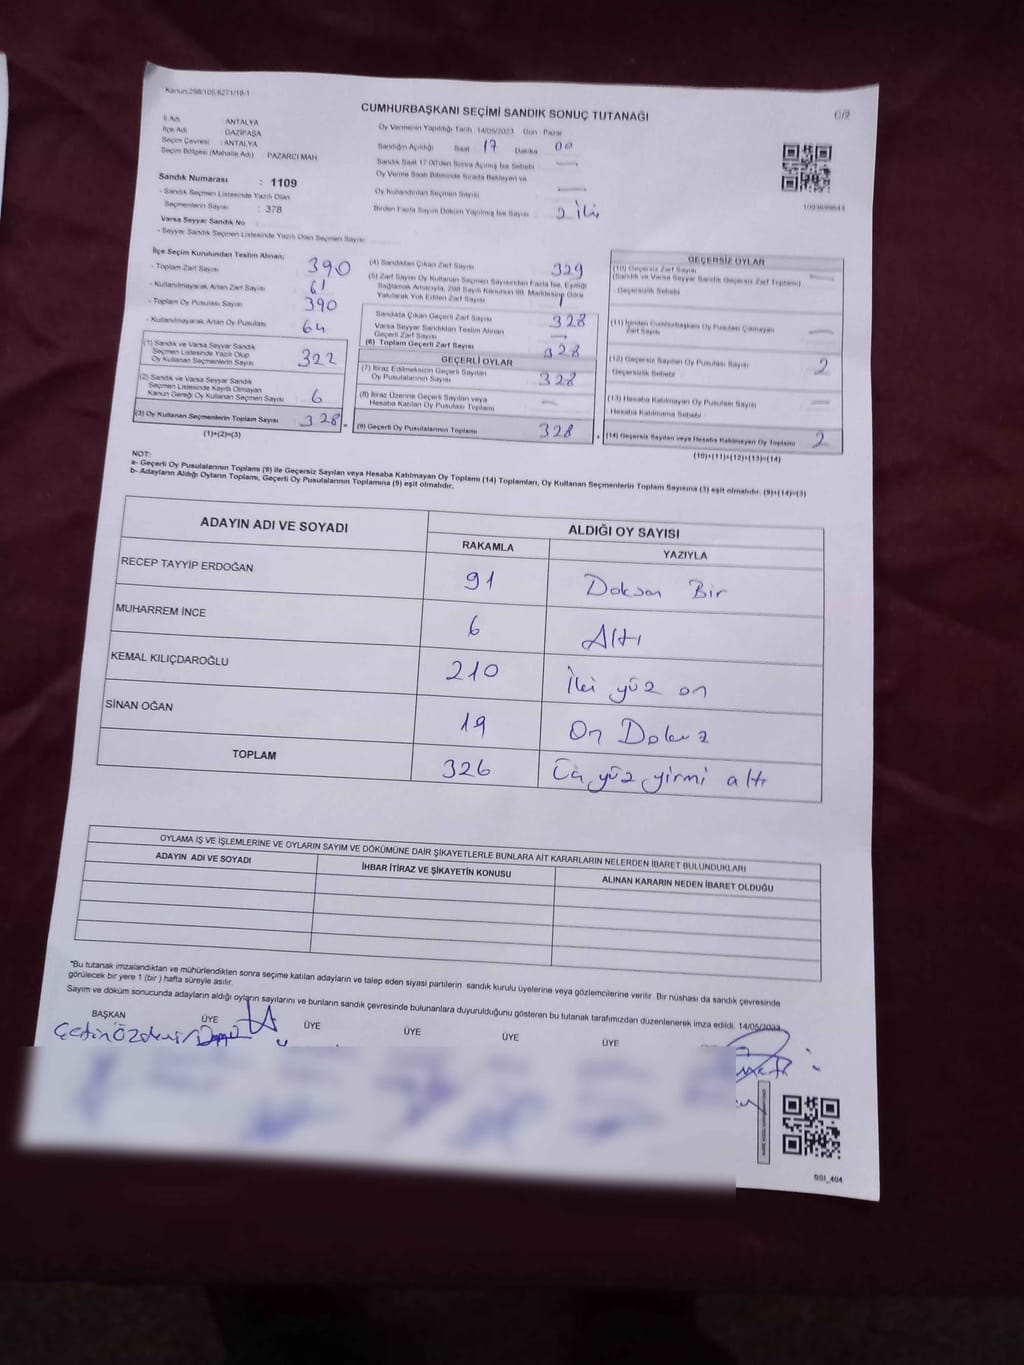 Kanun:298/105,6271/18-1
CUMHURBAŞKANI SEÇİMİ SANDIK SONUÇ TUTANAĞI
İl Adı ANTALYA
İlçe Adı GAZİPAŞA
Seçim Çevresi : ANTALYA
Seçim Bölgesi (Mahalle Adı) PAZARCI MAH.
Sandık Numarası : 1109
- Sandık Seçmen Listesinde Yazılı Olan
Seçmenlerin Sayısı : 378
Varsa Seyyar Sandık No
- Seyyar Sandık Listesinde Yazılı Olan Seçmen Sayısı
Oy Vermenin Yapıldığı Tarih :14/05/2023 Gün : Pazar
Sandığın Açıldığı Saat 17 Dakika 00
Sandık Saat 17:00'den Sonra Açılmış İse Sebebi
Oy Verme Saati Bitiminde Sırada Bekleyen ve
Oy Kullandırılan Seçmen Sayısı
Birden Fazla Sayım Döküm Yapılmış İse Sayısı 2 İki
İlçe Seçim Kurulundan Teslim Alınan;
- Toplam Zarf Sayısı 390
- Kullanılmayarak Artan Zarf Sayısı 61
- Toplam Oy Pusulası Sayısı 390
- Kullanılmayarak Artan Oy Pusulası 64
(1) Sandık ve Varsa Seyyar Sandık
Seçmen Listesinde Yazılı Olup
Oy Kullanan Seçmenlerin Sayısı 322
(2) Sandık ve Varsa Seyyar Sandık
Seçmen Listesinde Kayıtlı Olmayan
Kanun Gereği Oy Kullanan Seçmen Sayısı 6
(3) Oy Kullanan Seçmenlerin Toplam Sayısı 328 =
(1)+(2)=(3)
(4) Sandıktan Çıkan Zarf Sayısı 329
(5) Zarf Sayısı Oy Kullanan Seçmen Sayısından Fazla İse, Eşitliği
Sağlamak Amacıyla, 298 Sayılı Kanunun 98. Maddesine Göre
Yakılarak Yok Edilen Zarf Sayısı 1
Sandıkta Çıkan Geçerli Zarf Sayısı 328
Varsa Seyyar Sandıktan Teslim Alınan
Geçerli Zarf Sayısı
(6) Toplam Geçerli Zarf Sayısı 328
GEÇERLİ OYLAR
(7) İtiraz Edilmeksizin Geçerli Sayılan
Oy Pusulalarının Sayısı 328
(8) İtiraz Üzerine Geçerli Sayılan veya
Hesaba Katılan Oy Pusulası Toplamı
(9) Geçerli Oy Pusulalarının Toplamı 328 +
GEÇERSİZ OYLAR
(10) Geçersiz Zarf Sayısı
(Sandık ve Varsa Seyyar Sandık Geçersiz Zarf Toplamı)
Geçersizlik Sebebi :
(11) İçinden Cumhurbaşkanı Oy Pusulası Çıkmayan
Zarf Sayısı
(12) Geçersiz Sayılan Oy Pusulası Sayısı 2
Geçersizlik Sebebi :
(13) Hesaba Katılmayan Oy Pusulası Sayısı
Hesaba Katılmama Sebebi :
(14) Geçersiz Sayılan veya Hesaba Katılmayan Oy Toplamı 2
(10)+(11)+(12)+(13)=(14)
NOT:
a- Geçerli Oy Pusulalarının Toplamı (9) ile Geçersiz Sayılan veya Hesaba Katılmayan Oy Toplamı (14) Toplamları, Oy Kullanan Seçmenlerin Toplam Sayısına (3) eşit olmalıdır. (9)+(14)=(3)
b- Adayların Aldığı Oyların Toplamı, Geçerli Oy Pusulalarının Toplamına (9) eşit olmalıdır.
ADAYIN ADI VE SOYADI ALDIĞI OY SAYISI
RAKAMLA YAZIYLA
RECEP TAYYİP ERDOĞAN 91 Doksan Bir
MUHARREM İNCE 6 Altı
KEMAL KILIÇDAROĞLU 210 İki yüz on
SİNAN OĞAN 19 On Dokuz
TOPLAM 326 Üç yüz yirmi altı
OYLAMA İŞ VE İŞLEMLERİNE VE OYLARIN SAYIM VE DÖKÜMÜNE DAİR ŞİKAYETLERLE BUNLARA AİT KARARLARIN NELERDEN İBARET BULUNDUKLARI
ADAYIN ADI VE SOYADI İHBAR İTİRAZ VE ŞİKAYETİN KONUSU ALINAN KARARIN NEDEN İBARET OLDUĞU
*Bu tutanak imzalandıktan ve mühürlendikten sonra seçime katılan adayların ve talep eden siyasi partilerin sandık kurulu üyelerine veya gözlemcilerine verilir. Bir nüshası da sandık çevresinde
görülecek bir yere 1 (bir ) hafta süreyle asılır.
Sayım ve döküm sonucunda adayların aldığı oyların sayılarını ve bunların sandık çevresinde bulunanlara duyurulduğunu gösteren bu tutanak tarafımızdan düzenlenerek imza edildi. 14/05/2023
BAŞKAN ÜYE ÜYE ÜYE ÜYE ÜYE
SSI_404